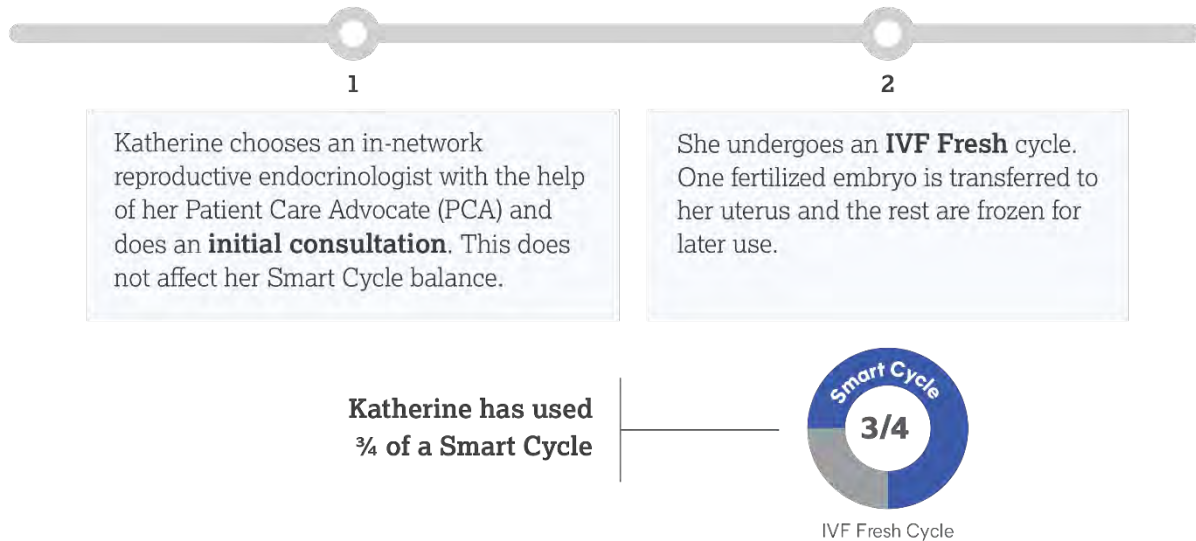 1
Katherine chooses an in-network
reproductive endocrinologist with the help
of her Patient Care Advocate (PCA) and
does an initial consultation. This does
not affect her Smart Cycle balance.
2
She undergoes an IVF Fresh cycle.
One fertilized embryo is transferred to
her uterus and the rest are frozen for
later use.
Katherine has used
¾ of a Smart Cycle
Smart Cycle
3/4
IVF Fresh Cycle